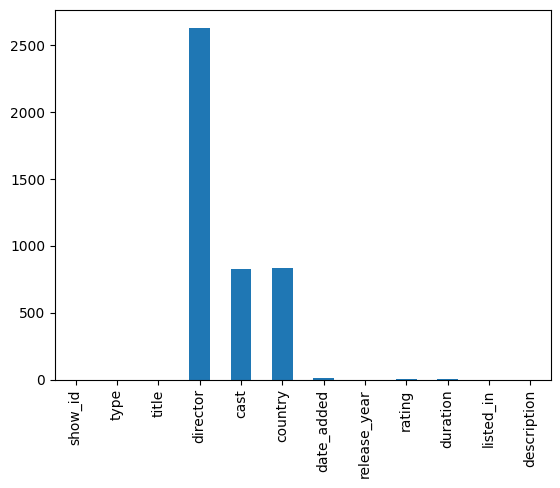 2500
2000
1500
1000
500
0
show_id
type
title
director
cast
country
date_added
release_year
rating
duration
listed_in
description